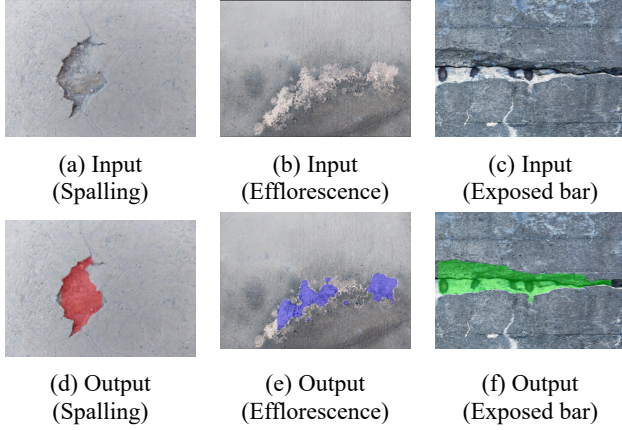 (a) Input
(Spalling)
(b) Input
(Efflorescence)
(c) Input
(Exposed bar)
(d) Output
(Spalling)
(e) Output
(Efflorescence)
(f) Output
(Exposed bar)